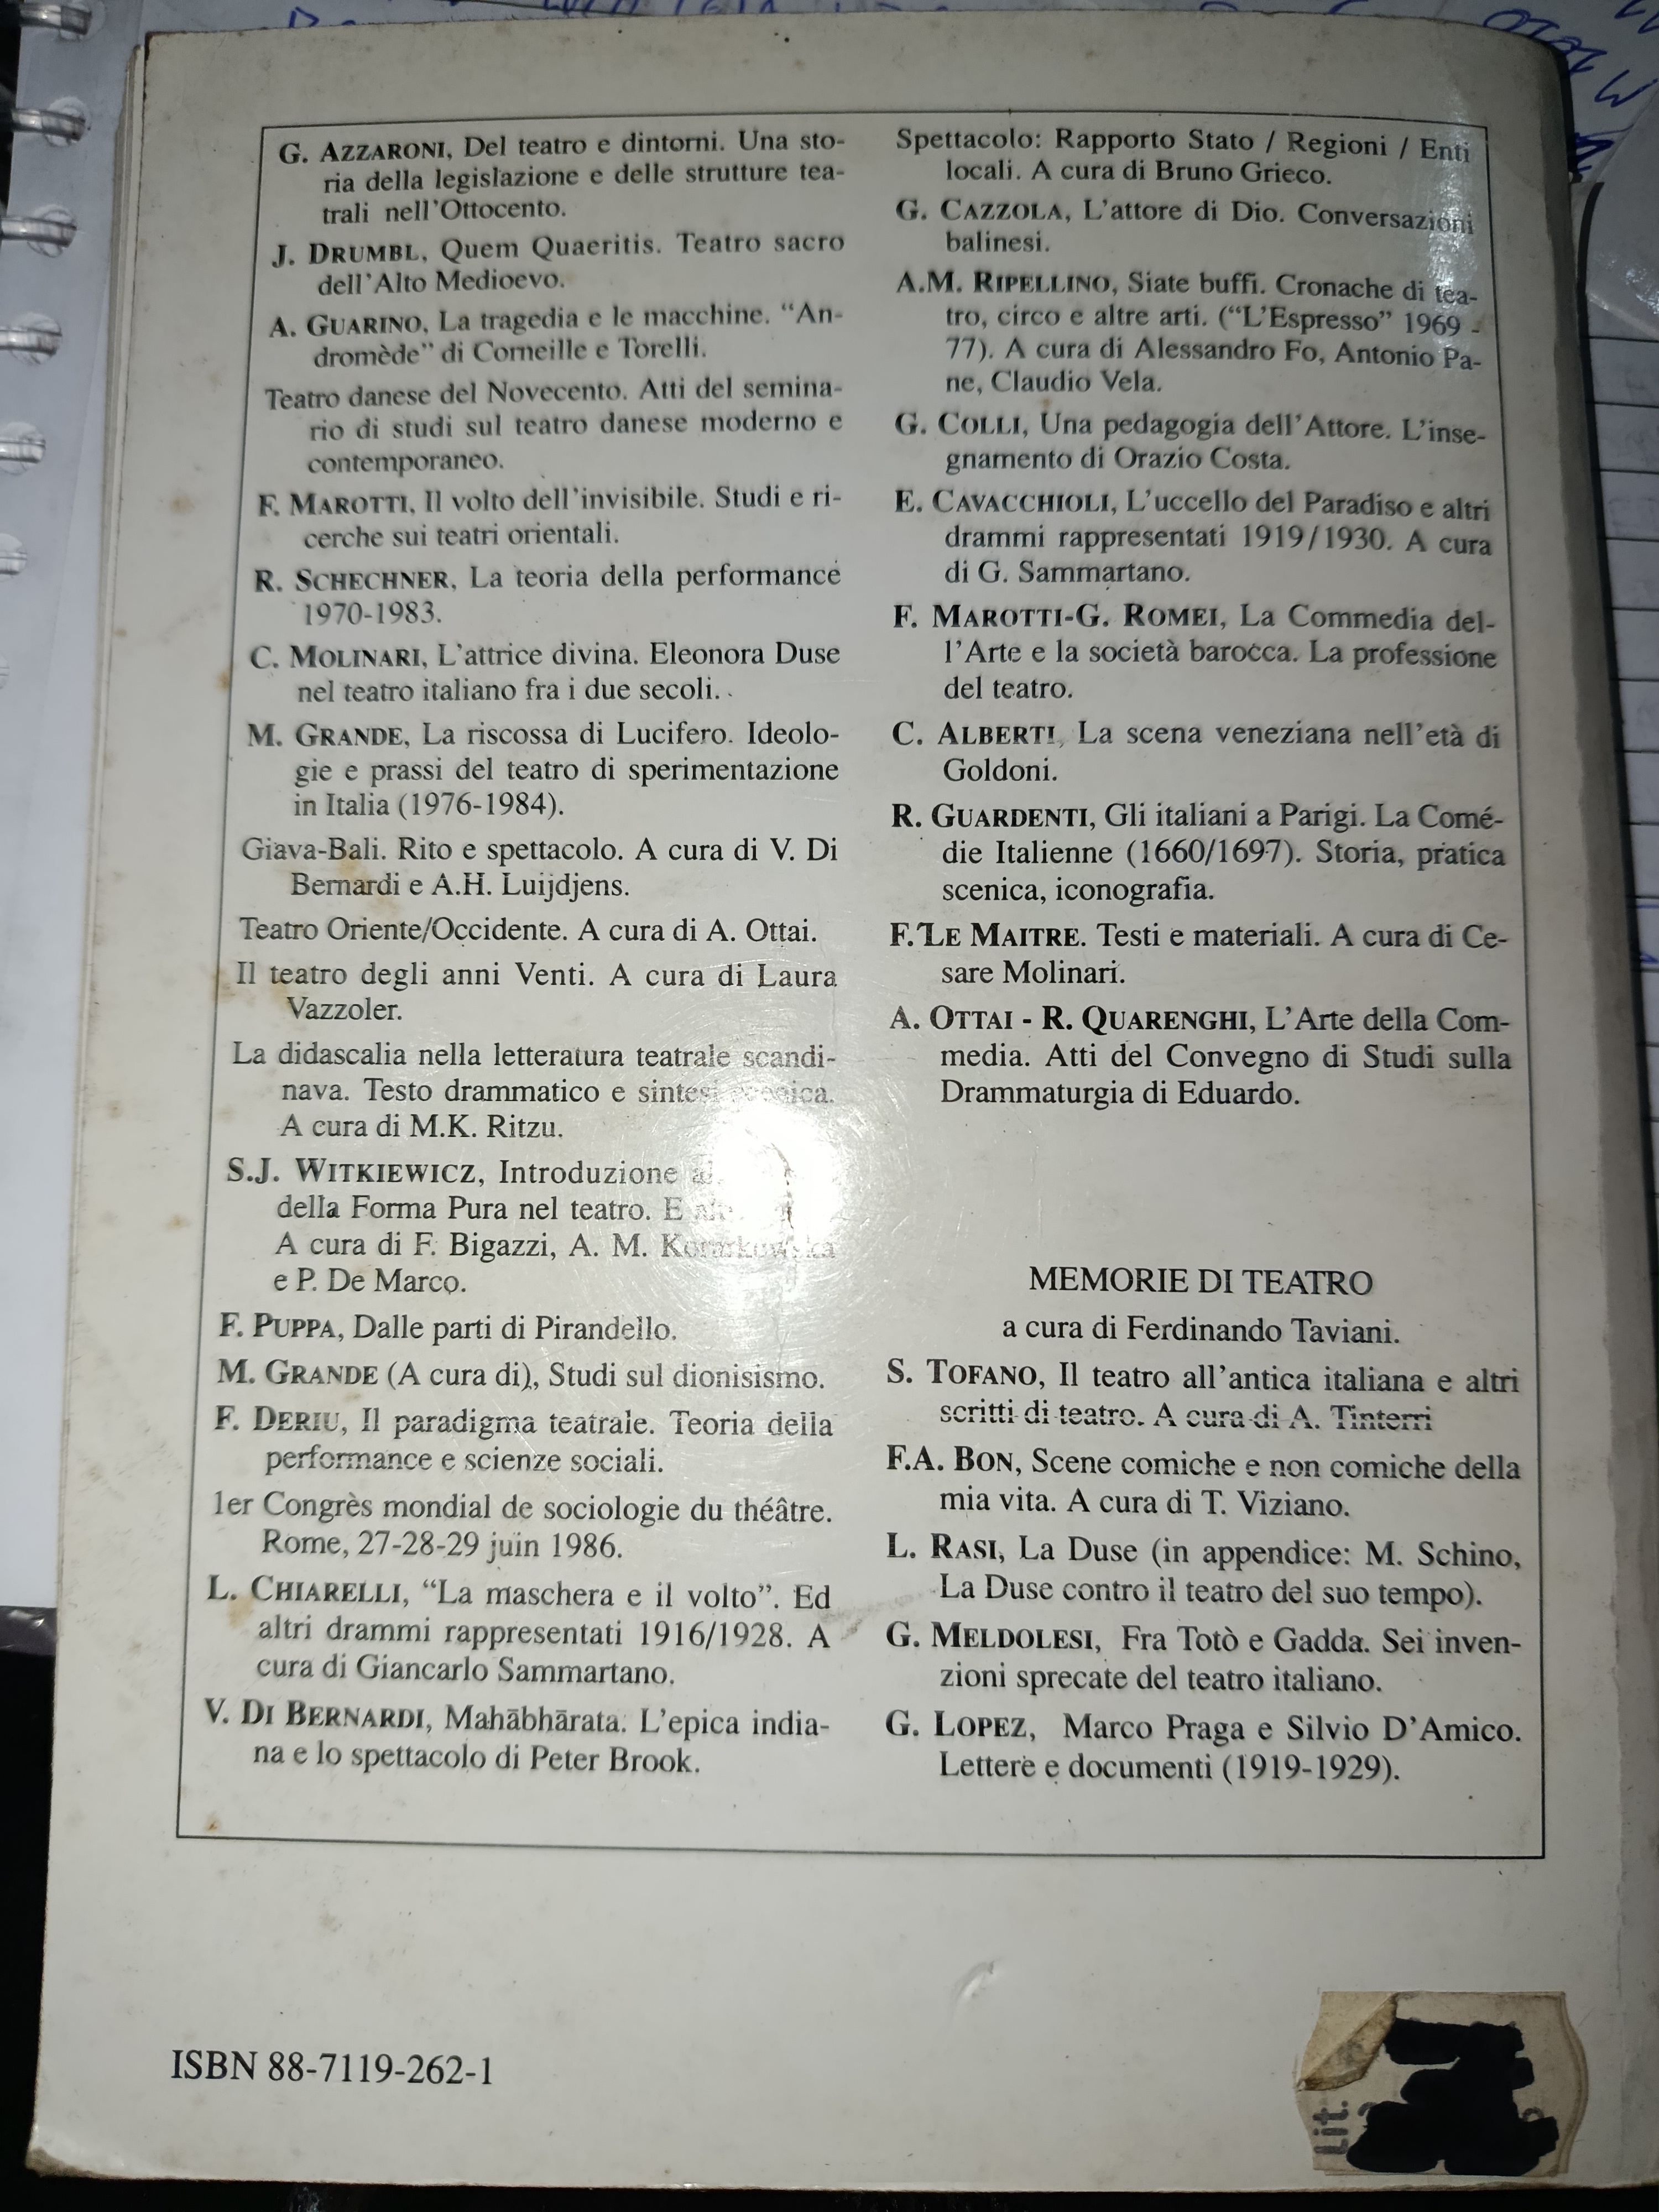 G. AZZARONI, Del teatro e dintorni. Una sto-
ria della legislazione e delle strutture tea-
trali nell'Ottocento.
J. DRUMBL, Quem Quaeritis. Teatro sacro
dell'Alto Medioevo.
A. GUARINO, La tragedia e le macchine. "An-
dromède" di Corneille e Torelli.
Teatro danese del Novecento. Atti del semina-
rio di studi sul teatro danese moderno e
contemporaneo.
F. MAROTTI, Il volto dell'invisibile. Studi e ri-
cerche sui teatri orientali.
R. SCHECHNER, La teoria della performance
1970-1983.
C. MOLINARI, L'attrice divina. Eleonora Duse
nel teatro italiano fra i due secoli.
M. GRANDE, La riscossa di Lucifero. Ideolo-
gie e prassi del teatro di sperimentazione
in Italia (1976-1984).
Giava-Bali. Rito e spettacolo. A cura di V. Di
Bernardi e A.H. Luijdjens.
Teatro Oriente/Occidente. A cura di A. Ottai.
Il teatro degli anni Venti. A cura di Laura
Vazzoler.
La didascalia nella letteratura teatrale scandi-
nava. Testo drammatico e sintesi scenica.
A cura di M.K. Ritzu.
S.J. WITKIEWICZ, Introduzione
della Forma Pura nel teatro. E
A cura di F. Bigazzi, A. M.
e P. De Marco.
F. PUPPA, Dalle parti di Pirandello.
M. GRANDE (A cura di), Studi sul dionisismo.
F. DERIU, Il paradigma teatrale. Teoria della
performance e scienze sociali.
1er Congrès mondial de sociologie du théâtre.
Rome, 27-28-29 juin 1986.
L. CHIARELLI, "La maschera e il volto". Ed
altri drammi rappresentati 1916/1928. A
cura di Giancarlo Sammartano.
V. DI BERNARDI, Mahābhārata. L'epica india-
na e lo spettacolo di Peter Brook.
Spettacolo: Rapporto Stato / Regioni / Enti
locali. A cura di Bruno Grieco.
G. CAZZOLA, L'attore di Dio. Conversazioni
balinesi.
A.M. RIPELLINO, Siate buffi. Cronache di tea-
tro, circo e altre arti. ("L'Espresso" 1969 -
77). A cura di Alessandro Fo, Antonio Pa-
ne, Claudio Vela.
G. COLLI, Una pedagogia dell'Attore. L'inse-
gnamento di Orazio Costa.
E. CAVACCHIOLI, L'uccello del Paradiso e altri
drammi rappresentati 1919/1930. A cura
di G. Sammartano.
F. MAROTTI-G. ROMEI, La Commedia del-
l'Arte e la società barocca. La professione
del teatro.
C. ALBERTI, La scena veneziana nell'età di
Goldoni.
R. GUARDENTI, Gli italiani a Parigi. La Comé-
die Italienne (1660/1697). Storia, pratica
scenica, iconografia.
F. LE MAITRE. Testi e materiali. A cura di Ce-
sare Molinari.
A. OTTAI - R. QUARENGHI, L'Arte della Com-
media. Atti del Convegno di Studi sulla
Drammaturgia di Eduardo.
MEMORIE DI TEATRO
a cura di Ferdinando Taviani.
S. TOFANO, Il teatro all'antica italiana e altri
scritti di teatro. A cura di A. Tinterri
F.A. BON, Scene comiche e non comiche della
mia vita. A cura di T. Viziano.
L. RASI, La Duse (in appendice: M. Schino,
La Duse contro il teatro del suo tempo).
G. MELDOLESI, Fra Totò e Gadda. Sei inven-
zioni sprecate del teatro italiano.
G. LOPEZ, Marco Praga e Silvio D'Amico.
Lettere e documenti (1919-1929).
ISBN 88-7119-262-1
Lit.